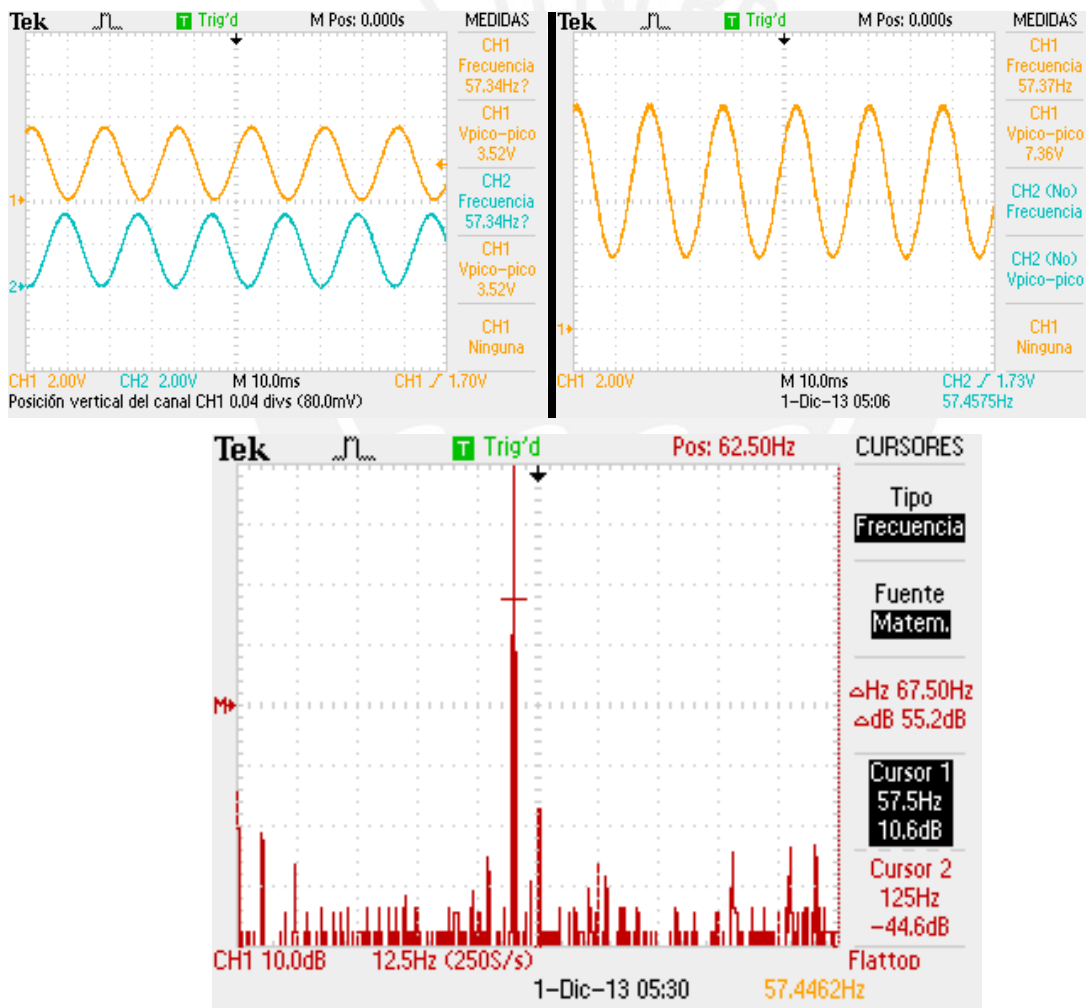 Tek Trig'd M Pos: 0.000s MEDIDAS
CH1
Frecuencia
57.34Hz?
CH1
Vpico-pico
3.52V
CH2
Frecuencia
57.34Hz?
CH1
Vpico-pico
3.52V
CH1
Ninguna
1
2
CH1 2.00V CH2 2.00V M 10.0ms CH1 1.70V
Posición vertical del canal CH1 0.04 divs (80.0mV)
Tek Trig'd M Pos: 0.000s MEDIDAS
CH1
Frecuencia
57.37Hz
CH1
Vpico-pico
7.36V
CH2 (No)
Frecuencia
CH2 (No)
Vpico-pico
CH1
Ninguna
1
CH1 2.00V M 10.0ms CH2 1.73V
1-Dic-13 05:06 57.4575Hz
Tek Trig'd Pos: 62.50Hz CURSORES
Tipo
Frecuencia
Fuente
Matem.
M
△Hz 67.50Hz
△dB 55.2dB
Cursor 1
57.5Hz
10.6dB
Cursor 2
125Hz
-44.6dB
CH1 10.0dB 12.5Hz (250S/s) Flattop
1-Dic-13 05:30 57.4462Hz